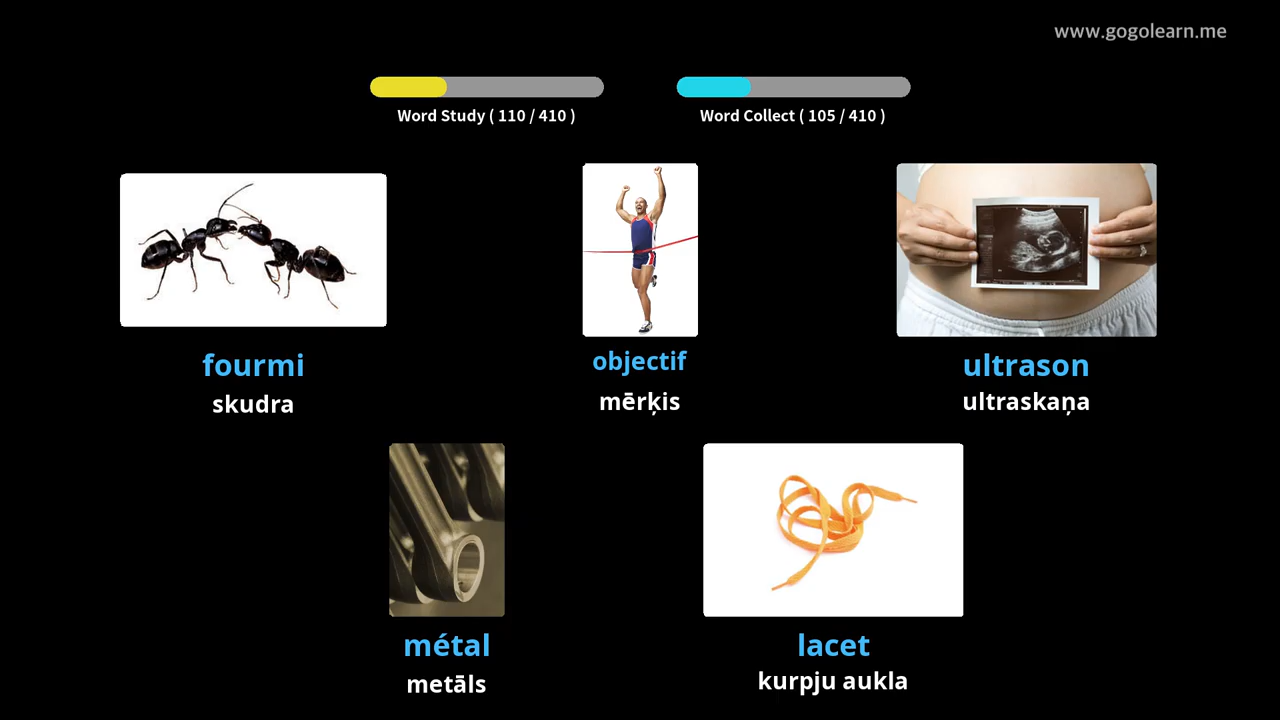 www.gogolearn.me
Word Study ( 110 / 410 )
Word Collect ( 105 / 410 )
fourmi
skudra
objectif
mērķis
ultrason
ultraskaņa
métal
metāls
lacet
kurpju aukla